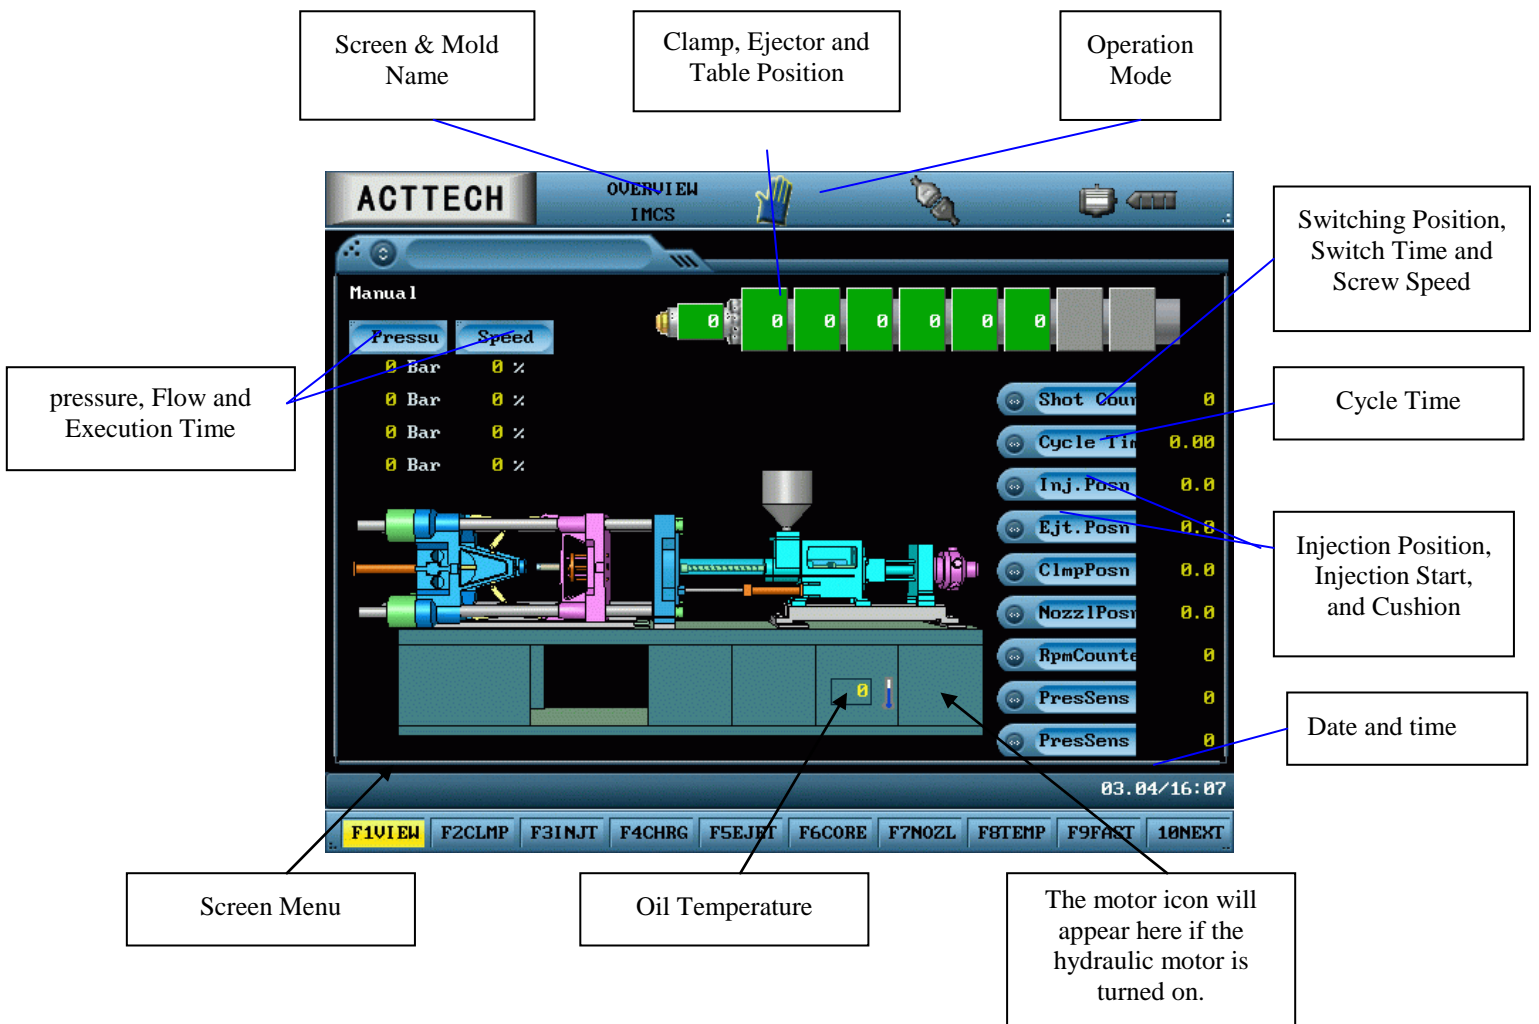 Screen & Mold
Name
Clamp, Ejector and
Table Position
Operation
Mode
ACTTECH
OVERVIEW
IMCS
Switching Position,
Switch Time and
Screw Speed
Manual
Pressu Speed
0 Bar 0 %
0 Bar 0 %
0 Bar 0 %
0 Bar 0 %
0 0 0 0 0 0 0
pressure, Flow and
Execution Time
Shot Coun 0
Cycle Tim 0.00
Inj.Posn 0.0
Ejt.Posn 0.0
ClmpPosn 0.0
NozzlPosn 0.0
RpmCounte 0
PresSens 0
PresSens 0
Cycle Time
Injection Position,
Injection Start,
and Cushion
0
Date and time
03.04/16:07
F1VIEW F2CLMP F3INJT F4CHRG F5EJET F6CORE F7NOZL F8TEMP F9FAST 10NEXT
Screen Menu
Oil Temperature
The motor icon will
appear here if the
hydraulic motor is
turned on.